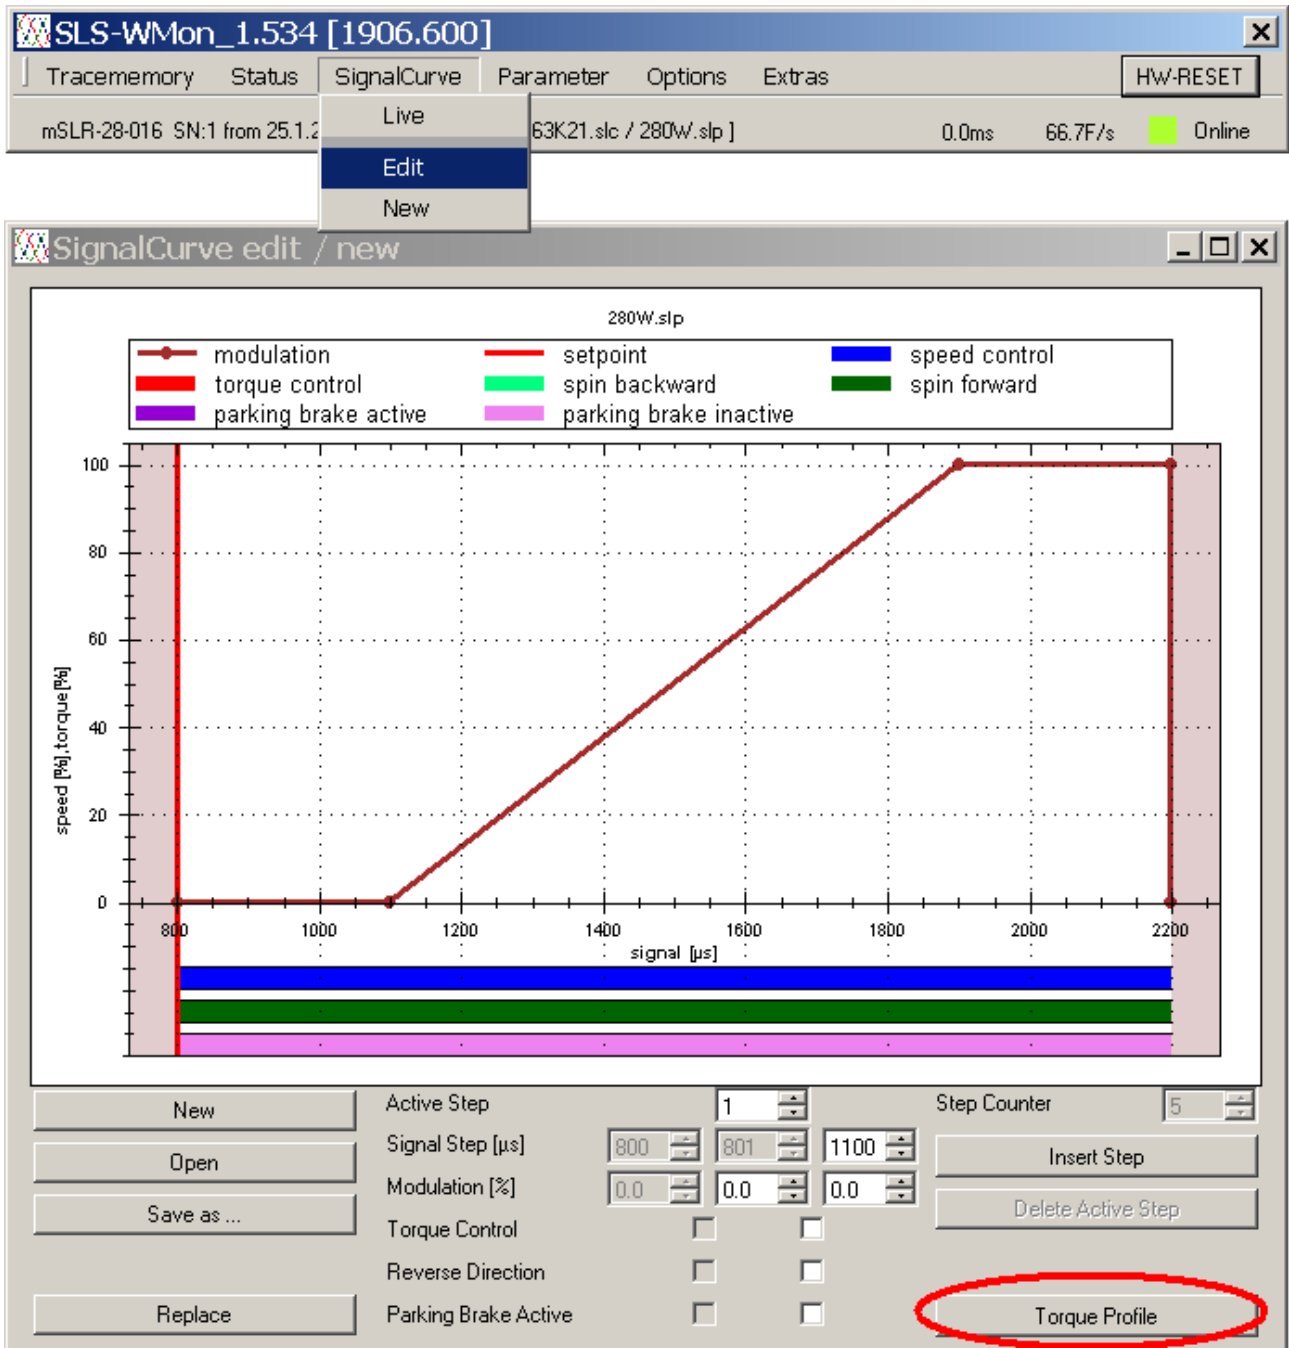 SLS-WMon_1.534 [1906.600]
Tracememory Status SignalCurve Parameter Options Extras HW-RESET
Live
mSLR-28-016 SN:1 from 25.1.2 63K21.slc / 280W.slp ] 0.0ms 66.7F/s Online
Edit
New
SignalCurve edit / new
280W.slp
modulation setpoint speed control
torque control spin backward spin forward
parking brake active parking brake inactive
100
80
60
40
20
0
speed [%],torque[%]
800 1000 1200 1400 1600 1800 2000 2200
signal [µs]
New Active Step 1 Step Counter 5
Open Signal Step [µs] 800 801 1100 Insert Step
Save as ... Modulation [%] 0.0 0.0 0.0 Delete Active Step
Torque Control
Reverse Direction
Replace Parking Brake Active Torque Profile